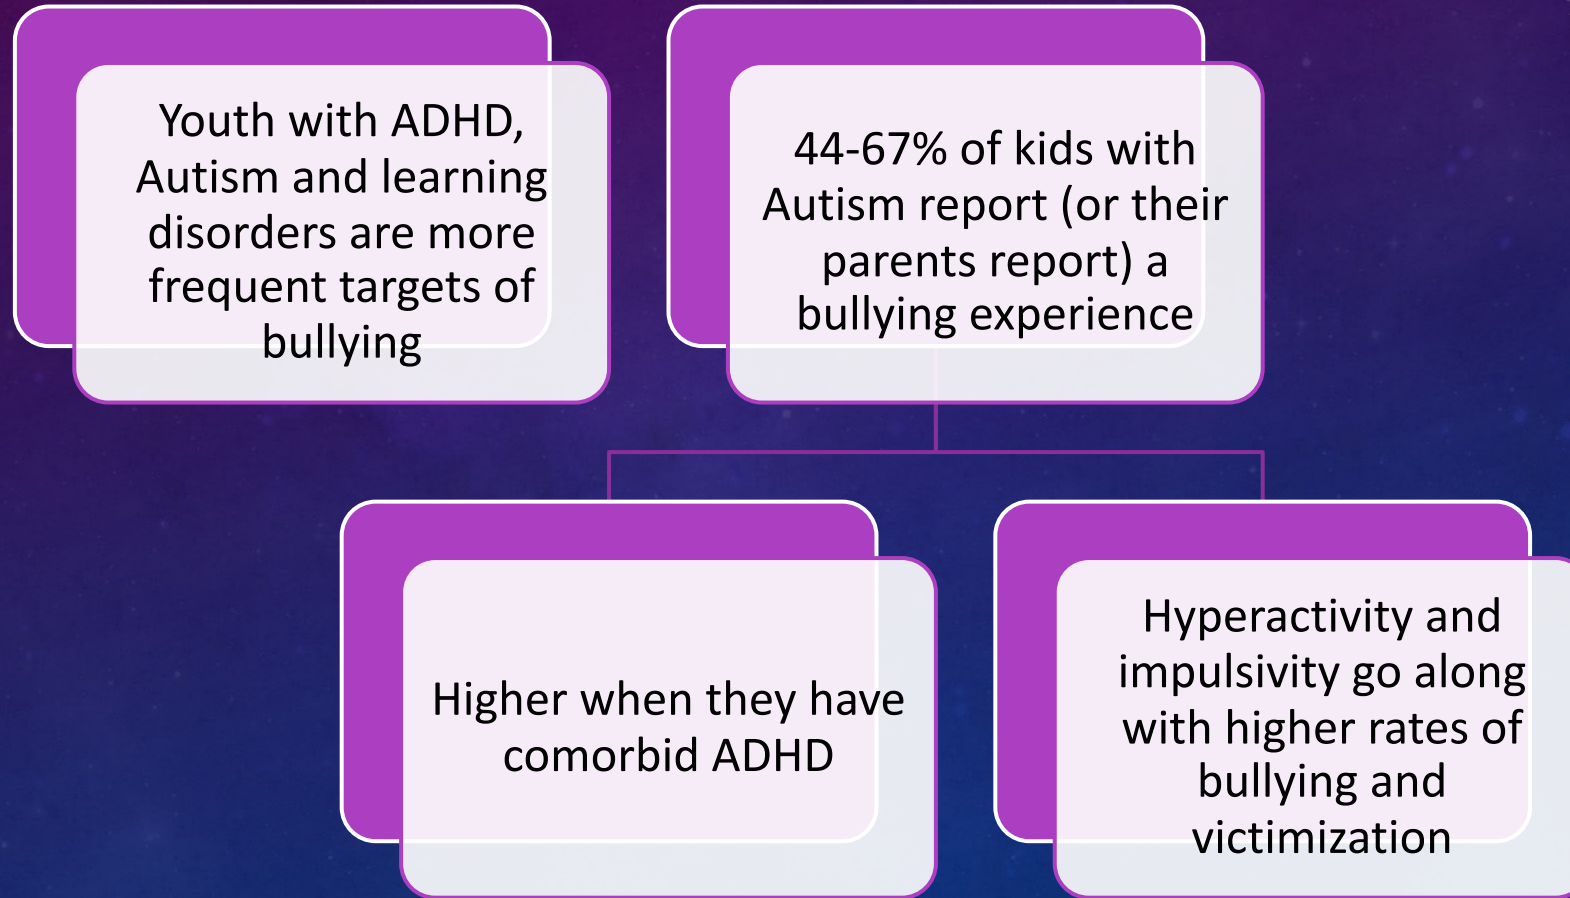 Youth with ADHD,
Autism and learning
disorders are more
frequent targets of
bullying
44-67% of kids with
Autism report (or their
parents report) a
bullying experience
Higher when they have
comorbid ADHD
Hyperactivity and
impulsivity go along
with higher rates of
bullying and
victimization